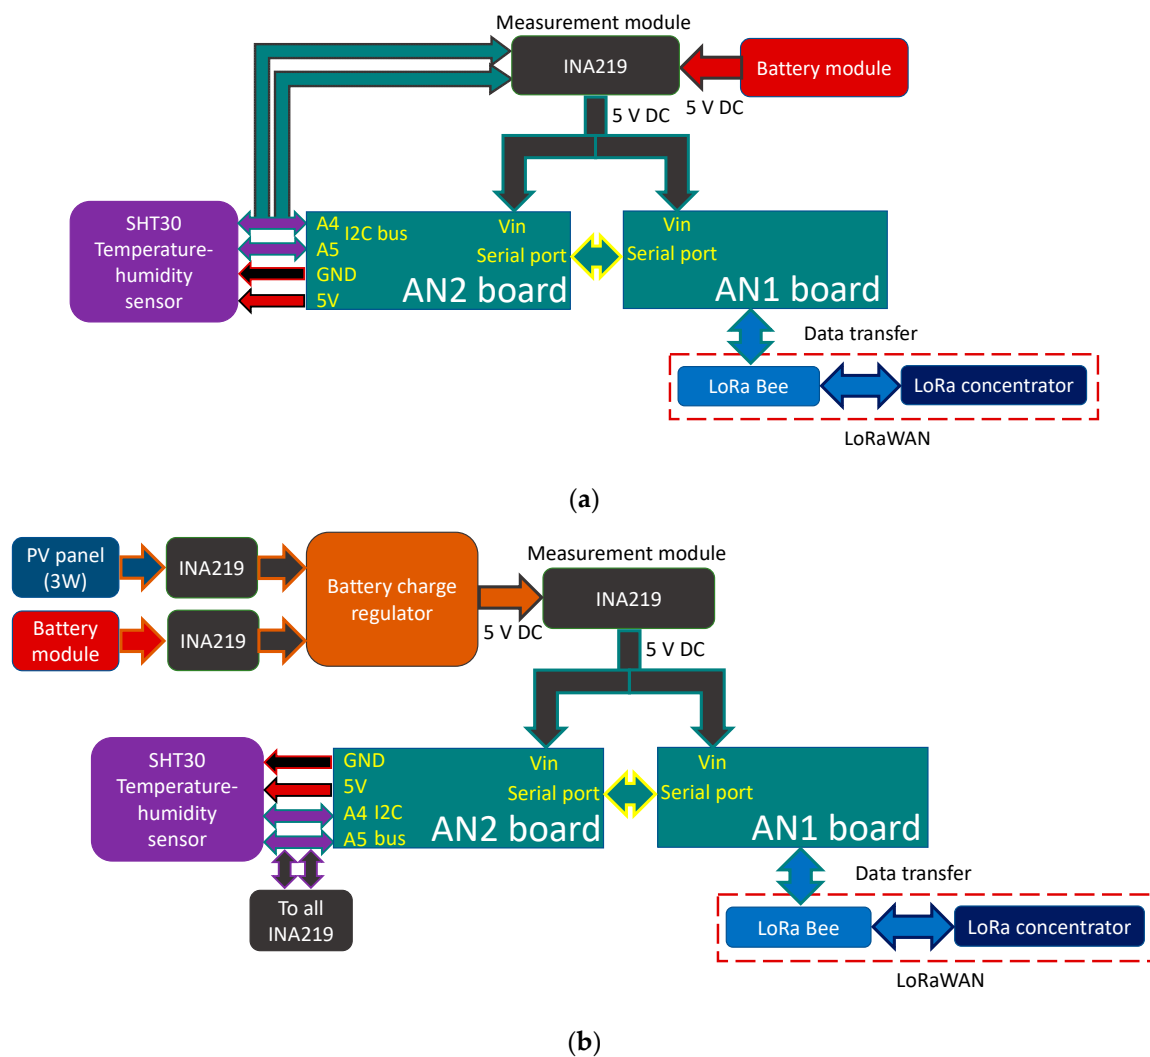 Measurement module
INA219
Battery module
5 V DC
5 V DC
SHT30
Temperature-
humidity
sensor
A4
I2C bus
A5
GND
5V
Vin
Serial port
AN2 board
Vin
Serial port
AN1 board
Data transfer
LoRa Bee
LoRa concentrator
LoRaWAN
(a)
PV panel
(3W)
INA219
Battery
module
INA219
Battery charge
regulator
5 V DC
Measurement module
INA219
5 V DC
SHT30
Temperature-
humidity
sensor
GND
5V
A4 I2C
A5 bus
Vin
Serial port
AN2 board
Vin
Serial port
AN1 board
To all
INA219
Data transfer
LoRa Bee
LoRa concentrator
LoRaWAN
(b)